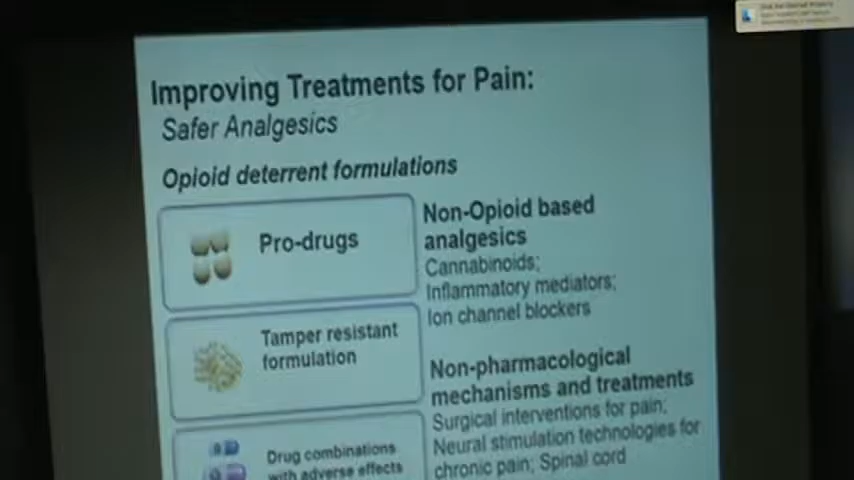 Improving Treatments for Pain:
Safer Analgesics
Opioid deterrent formulations
Pro-drugs
Tamper resistant
formulation
Drug combinations
with adverse effects
Non-Opioid based
analgesics
Cannabinoids;
Inflammatory mediators;
Ion channel blockers
Non-pharmacological
mechanisms and treatments
Surgical interventions for pain;
Neural stimulation technologies for
chronic pain; Spinal cord